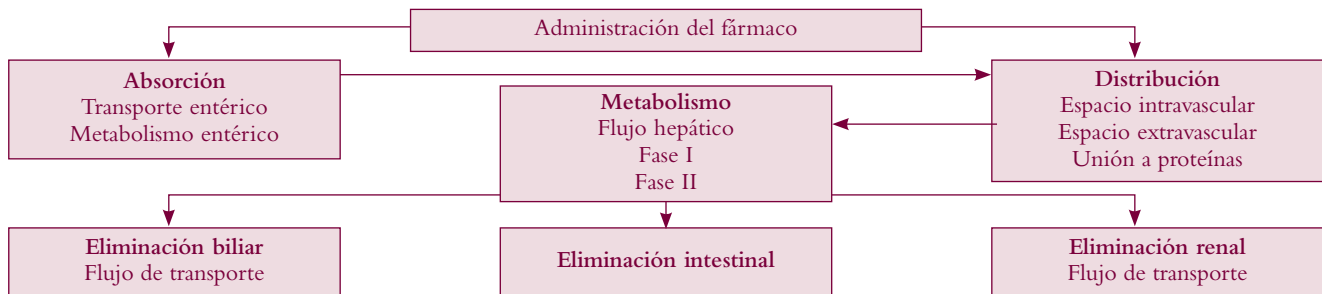 Administración del fármaco
Absorción
Transporte entérico
Metabolismo entérico
Metabolismo
Flujo hepático
Fase I
Fase II
Distribución
Espacio intravascular
Espacio extravascular
Unión a proteínas
Eliminación biliar
Flujo de transporte
Eliminación intestinal
Eliminación renal
Flujo de transporte